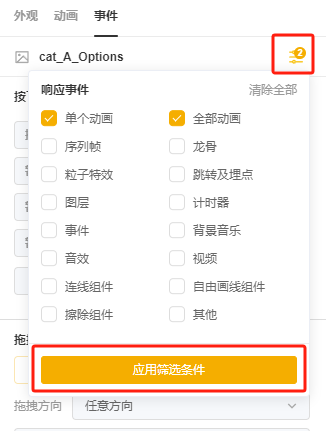 外观 动画 事件
cat_A_Options 2
响应事件 清除全部
单个动画 全部动画
序列帧 龙骨
粒子特效 跳转及埋点
图层 计时器
事件 背景音乐
音效 视频
连线组件 自由画线组件
擦除组件 其他
应用筛选条件
拖拽方向 任意方向